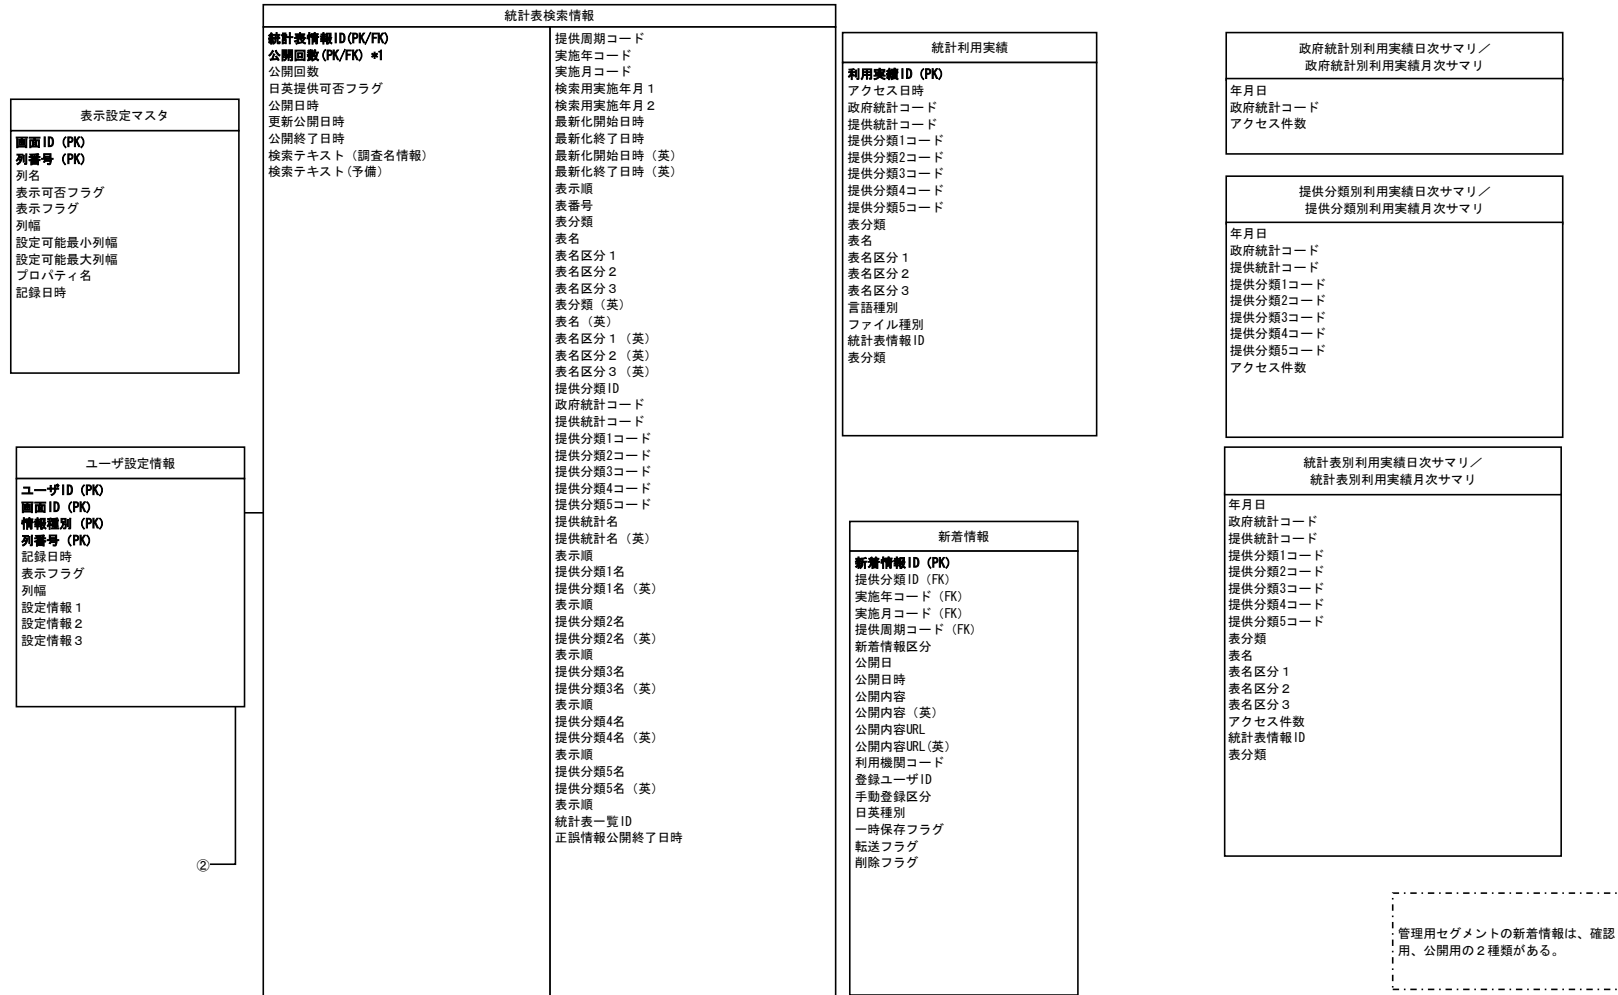 表示設定マスタ
画面ID (PK)
列番号 (PK)
列名
表示可否フラグ
表示フラグ
列幅
設定可能最小列幅
設定可能最大列幅
プロパティ名
記録日時
ユーザ設定情報
ユーザID (PK)
画面ID (PK)
情報種別 (PK)
列番号 (PK)
記録日時
表示フラグ
列幅
設定情報１
設定情報２
設定情報３
②
統計表検索情報
統計表情報ID(PK/FK)
公開回数(PK/FK) *1
公開回数
日英提供可否フラグ
公開日時
更新公開日時
公開終了日時
検索テキスト（調査名情報）
検索テキスト(予備)
提供周期コード
実施年コード
実施月コード
検索用実施年月１
検索用実施年月２
最新化開始日時
最新化終了日時
最新化開始日時（英）
最新化終了日時（英）
表示順
表番号
表分類
表名
表名区分１
表名区分２
表名区分３
表分類（英）
表名（英）
表名区分１（英）
表名区分２（英）
表名区分３（英）
提供分類ID
政府統計コード
提供統計コード
提供分類1コード
提供分類2コード
提供分類3コード
提供分類4コード
提供分類5コード
提供統計名
提供統計名（英）
表示順
提供分類1名
提供分類1名（英）
表示順
提供分類2名
提供分類2名（英）
表示順
提供分類3名
提供分類3名（英）
表示順
提供分類4名
提供分類4名（英）
表示順
提供分類5名
提供分類5名（英）
表示順
統計表一覧ID
正誤情報公開終了日時
統計利用実績
利用実績ID (PK)
アクセス日時
政府統計コード
提供統計コード
提供分類1コード
提供分類2コード
提供分類3コード
提供分類4コード
提供分類5コード
表分類
表名
表名区分１
表名区分２
表名区分３
言語種別
ファイル種別
統計表情報ID
表分類
新着情報
新着情報ID (PK)
提供分類ID（FK）
実施年コード（FK）
実施月コード（FK）
提供周期コード（FK）
新着情報区分
公開日
公開日時
公開内容
公開内容（英）
公開内容URL
公開内容URL(英)
利用機関コード
登録ユーザID
手動登録区分
日英種別
一時保存フラグ
転送フラグ
削除フラグ
政府統計別利用実績日次サマリ／
政府統計別利用実績月次サマリ
年月日
政府統計コード
アクセス件数
提供分類別利用実績日次サマリ／
提供分類別利用実績月次サマリ
年月日
政府統計コード
提供統計コード
提供分類1コード
提供分類2コード
提供分類3コード
提供分類4コード
提供分類5コード
アクセス件数
統計表別利用実績日次サマリ／
統計表別利用実績月次サマリ
年月日
政府統計コード
提供統計コード
提供分類1コード
提供分類2コード
提供分類3コード
提供分類4コード
提供分類5コード
表分類
表名
表名区分１
表名区分２
表名区分３
アクセス件数
統計表情報ID
表分類
管理用セグメントの新着情報は、確認
用、公開用の２種類がある。